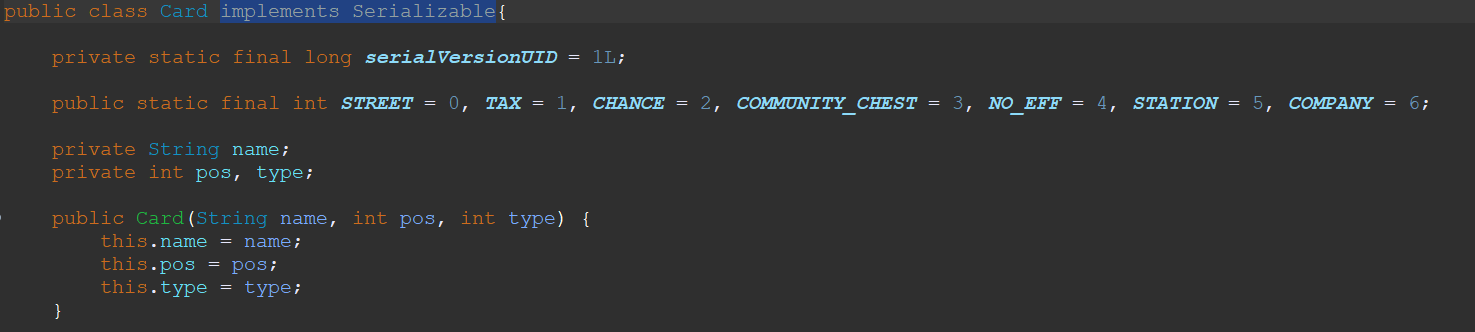 public class Card implements Serializable{
private static final long serialVersionUID = 1L;
public static final int STREET = 0, TAX = 1, CHANCE = 2, COMMUNITY_CHEST = 3, NO_EFF = 4, STATION = 5, COMPANY = 6;
private String name;
private int pos, type;
public Card(String name, int pos, int type) {
this.name = name;
this.pos = pos;
this.type = type;
}